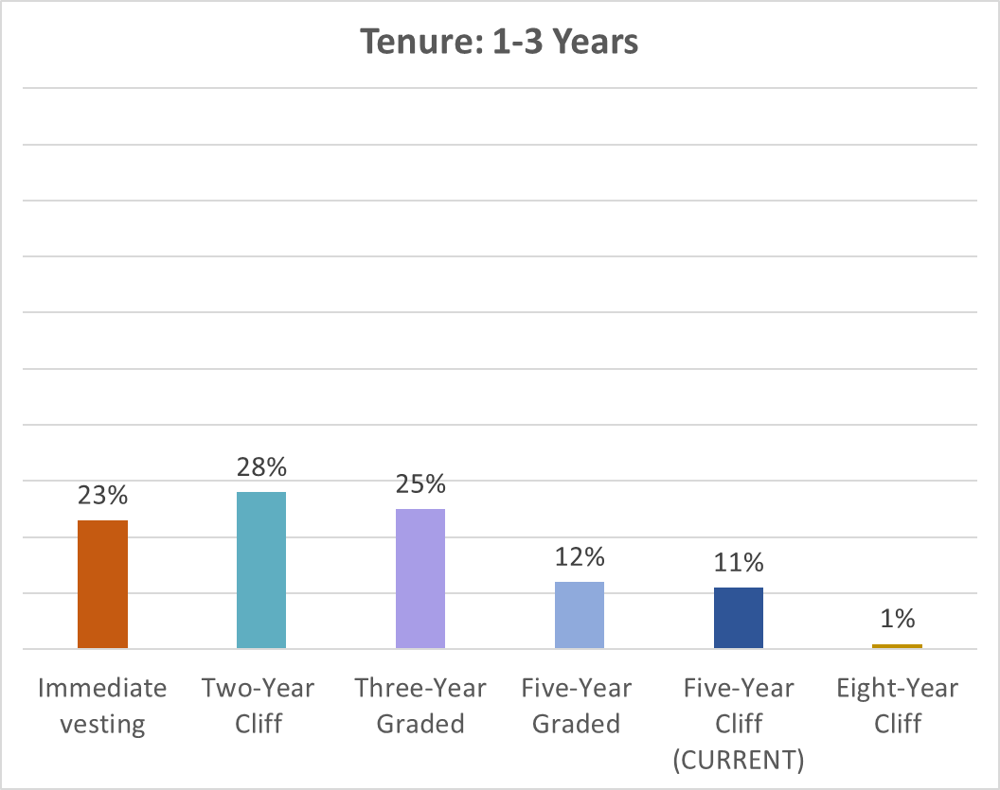 Tenure: 1-3 Years
23%
28%
25%
12%
11%
1%
Immediate
vesting
Two-Year
Cliff
Three-Year
Graded
Five-Year
Graded
Five-Year
Cliff
(CURRENT)
Eight-Year
Cliff